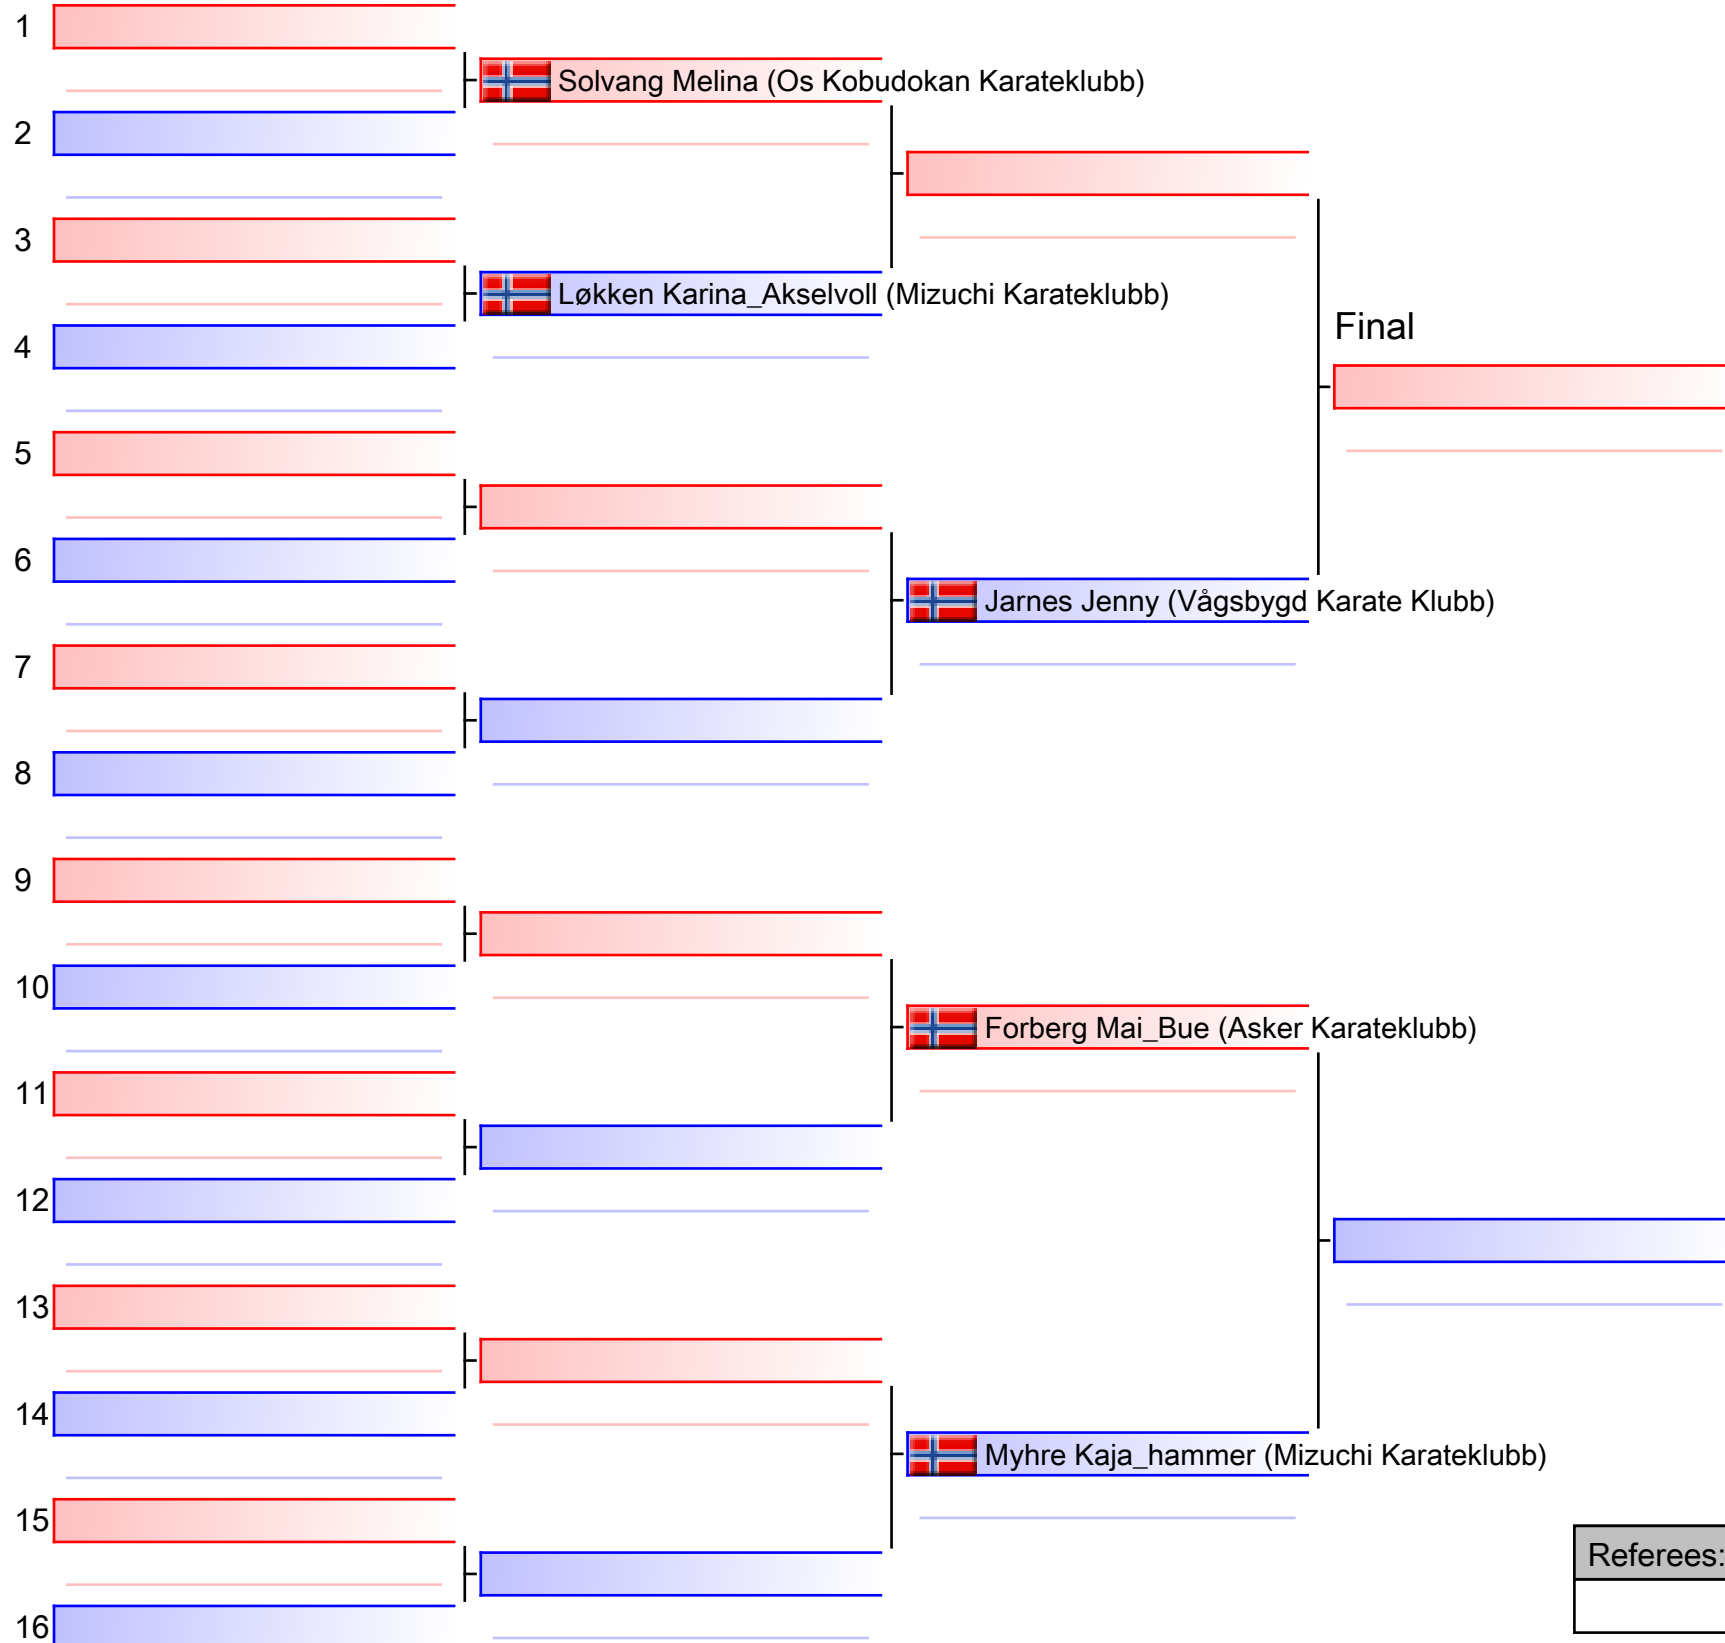 1
Solvang Melina (Os Kobudokan Karateklubb)
2
3
Løkken Karina_Akselvoll (Mizuchi Karateklubb)
4
Final
5
6
Jarnes Jenny (Vågsbygd Karate Klubb)
7
8
9
10
Forberg Mai_Bue (Asker Karateklubb)
11
12
13
14
Myhre Kaja_hammer (Mizuchi Karateklubb)
15
Referees:
16